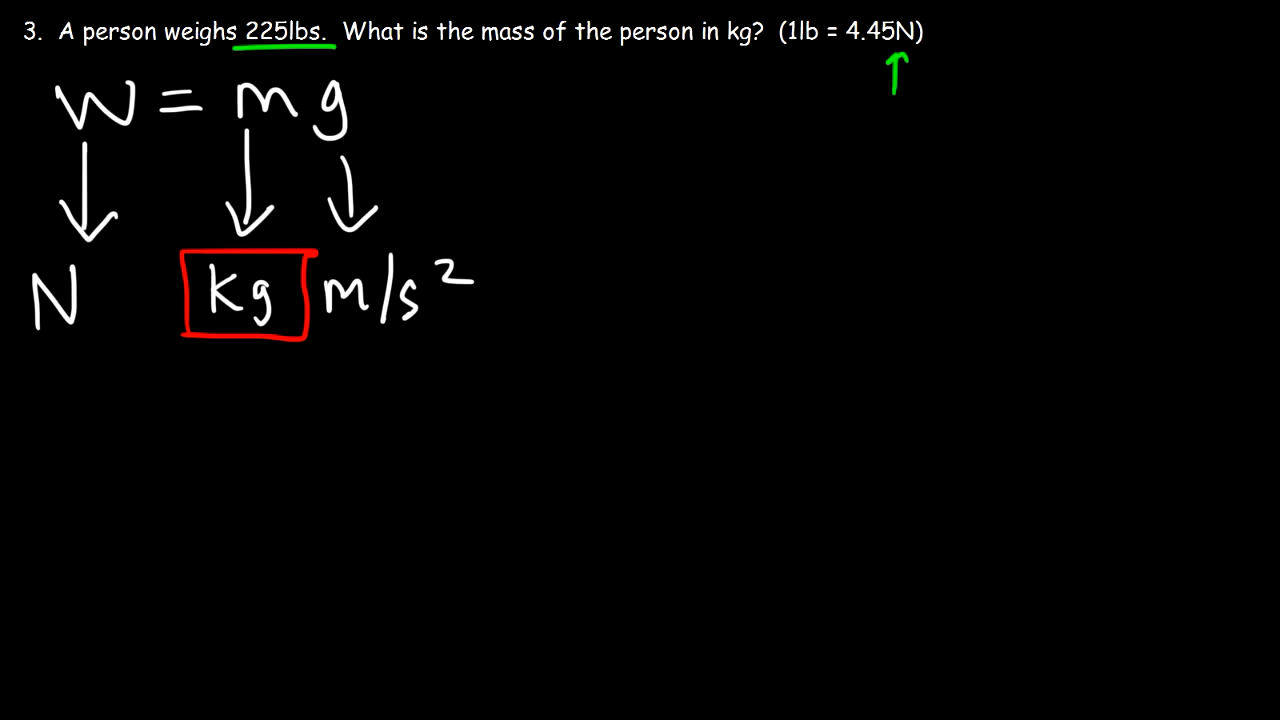 3. A person weighs 225lbs. What is the mass of the person in kg? (1lb = 4.45N)
W = mg
N kg m/s²